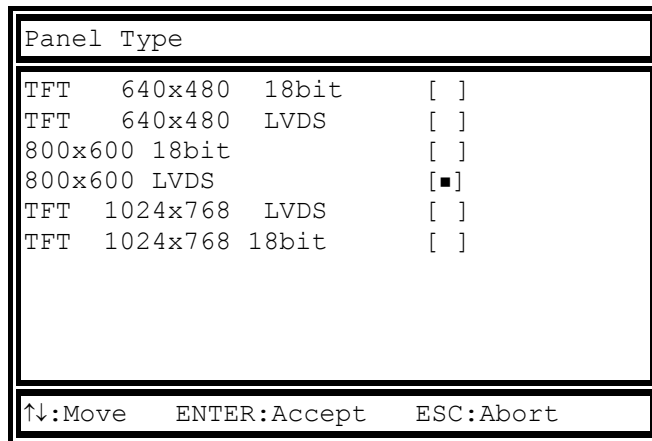 Panel Type
TFT   640x480  18bit     [ ]
TFT   640x480  LVDS      [ ]
800x600 18bit            [ ]
800x600 LVDS             [■]
TFT  1024x768  LVDS      [ ]
TFT  1024x768 18bit      [ ]
↑↓:Move   ENTER:Accept   ESC:Abort